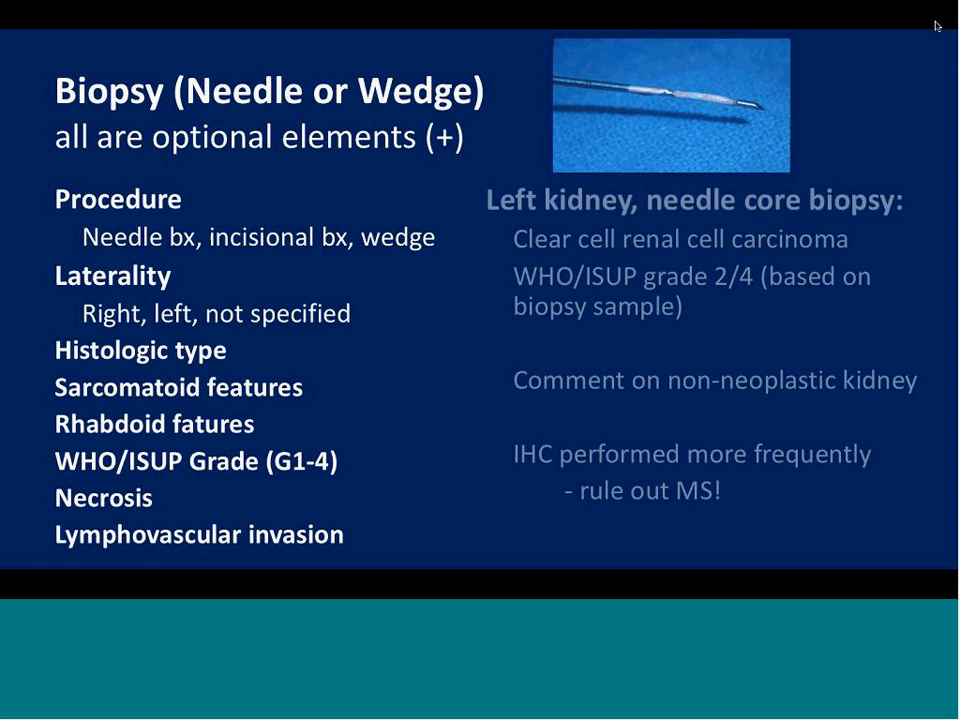 Biopsy (Needle or Wedge)
all are optional elements (+)
Procedure
Needle bx, incisional bx, wedge
Laterality
Right, left, not specified
Histologic type
Sarcomatoid features
Rhabdoid fatures
WHO/ISUP Grade (G1-4)
Necrosis
Lymphovascular invasion
Left kidney, needle core biopsy:
Clear cell renal cell carcinoma
WHO/ISUP grade 2/4 (based on
biopsy sample)
Comment on non-neoplastic kidney
IHC performed more frequently
- rule out MS!